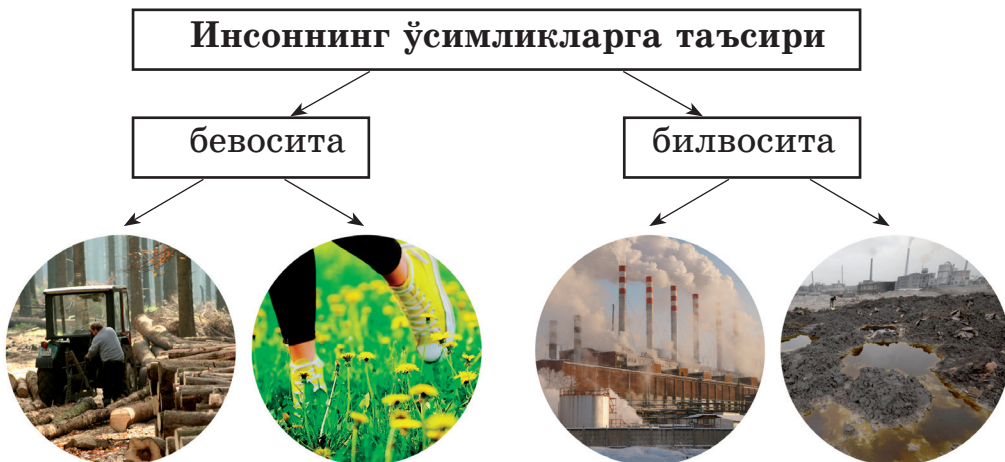 Инсоннинг ўсимликларга таъсири
бевосита
билвосита